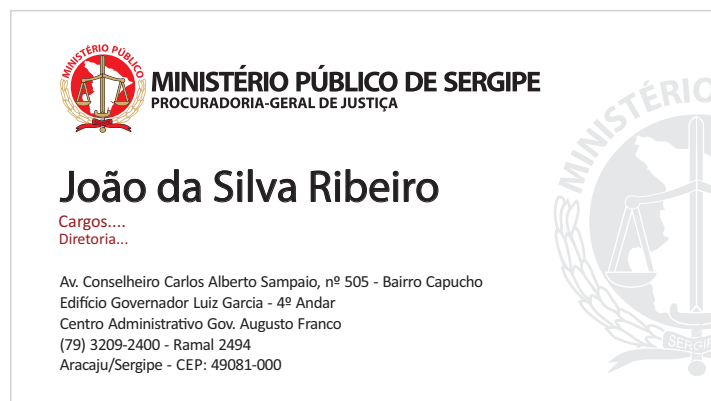 MINISTÉRIO PÚBLICO
MINISTÉRIO PÚBLICO DE SERGIPE
PROCURADORIA-GERAL DE JUSTIÇA
João da Silva Ribeiro
Cargos....
Diretoria...
Av. Conselheiro Carlos Alberto Sampaio, nº 505 - Bairro Capucho
Edifício Governador Luiz Garcia - 4º Andar
Centro Administrativo Gov. Augusto Franco
(79) 3209-2400 - Ramal 2494
Aracaju/Sergipe - CEP: 49081-000
MINISTÉRIO
SERGIP